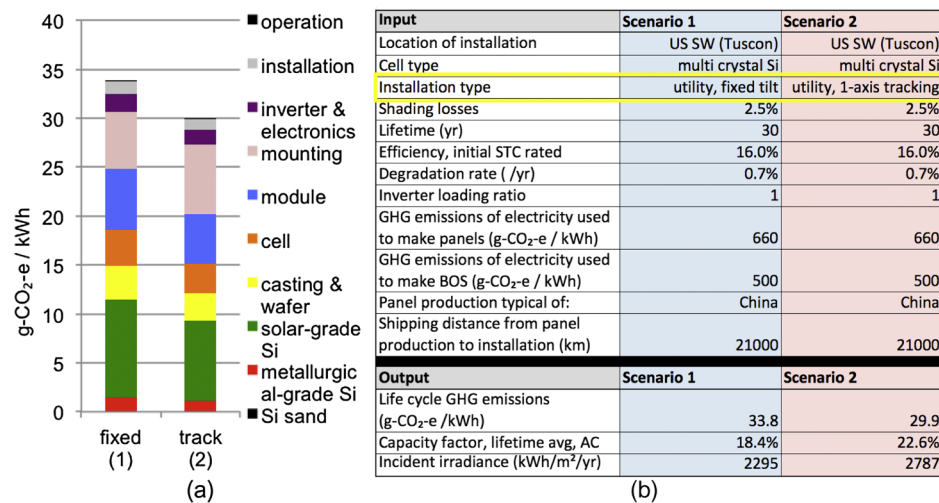 (a)
40
35
30
25
20
15
10
5
0
g-CO₂-e / kWh
fixed
(1)
track
(2)
operation
installation
inverter &
electronics
mounting
module
cell
casting &
wafer
solar-grade
Si
metallurgic
al-grade Si
Si sand
(a)
Input Scenario 1 Scenario 2
Location of installation US SW (Tuscon) US SW (Tuscon)
Cell type multi crystal Si multi crystal Si
Installation type utility, fixed tilt utility, 1-axis tracking
Shading losses 2.5% 2.5%
Lifetime (yr) 30 30
Efficiency, initial STC rated 16.0% 16.0%
Degradation rate ( /yr) 0.7% 0.7%
Inverter loading ratio 1 1
GHG emissions of electricity used
to make panels (g-CO₂-e / kWh) 660 660
GHG emissions of electricity used
to make BOS (g-CO₂-e / kWh) 500 500
Panel production typical of: China China
Shipping distance from panel
production to installation (km) 21000 21000
Output Scenario 1 Scenario 2
Life cycle GHG emissions
(g-CO₂-e /kWh) 33.8 29.9
Capacity factor, lifetime avg, AC 18.4% 22.6%
Incident irradiance (kWh/m²/yr) 2295 2787
(b)